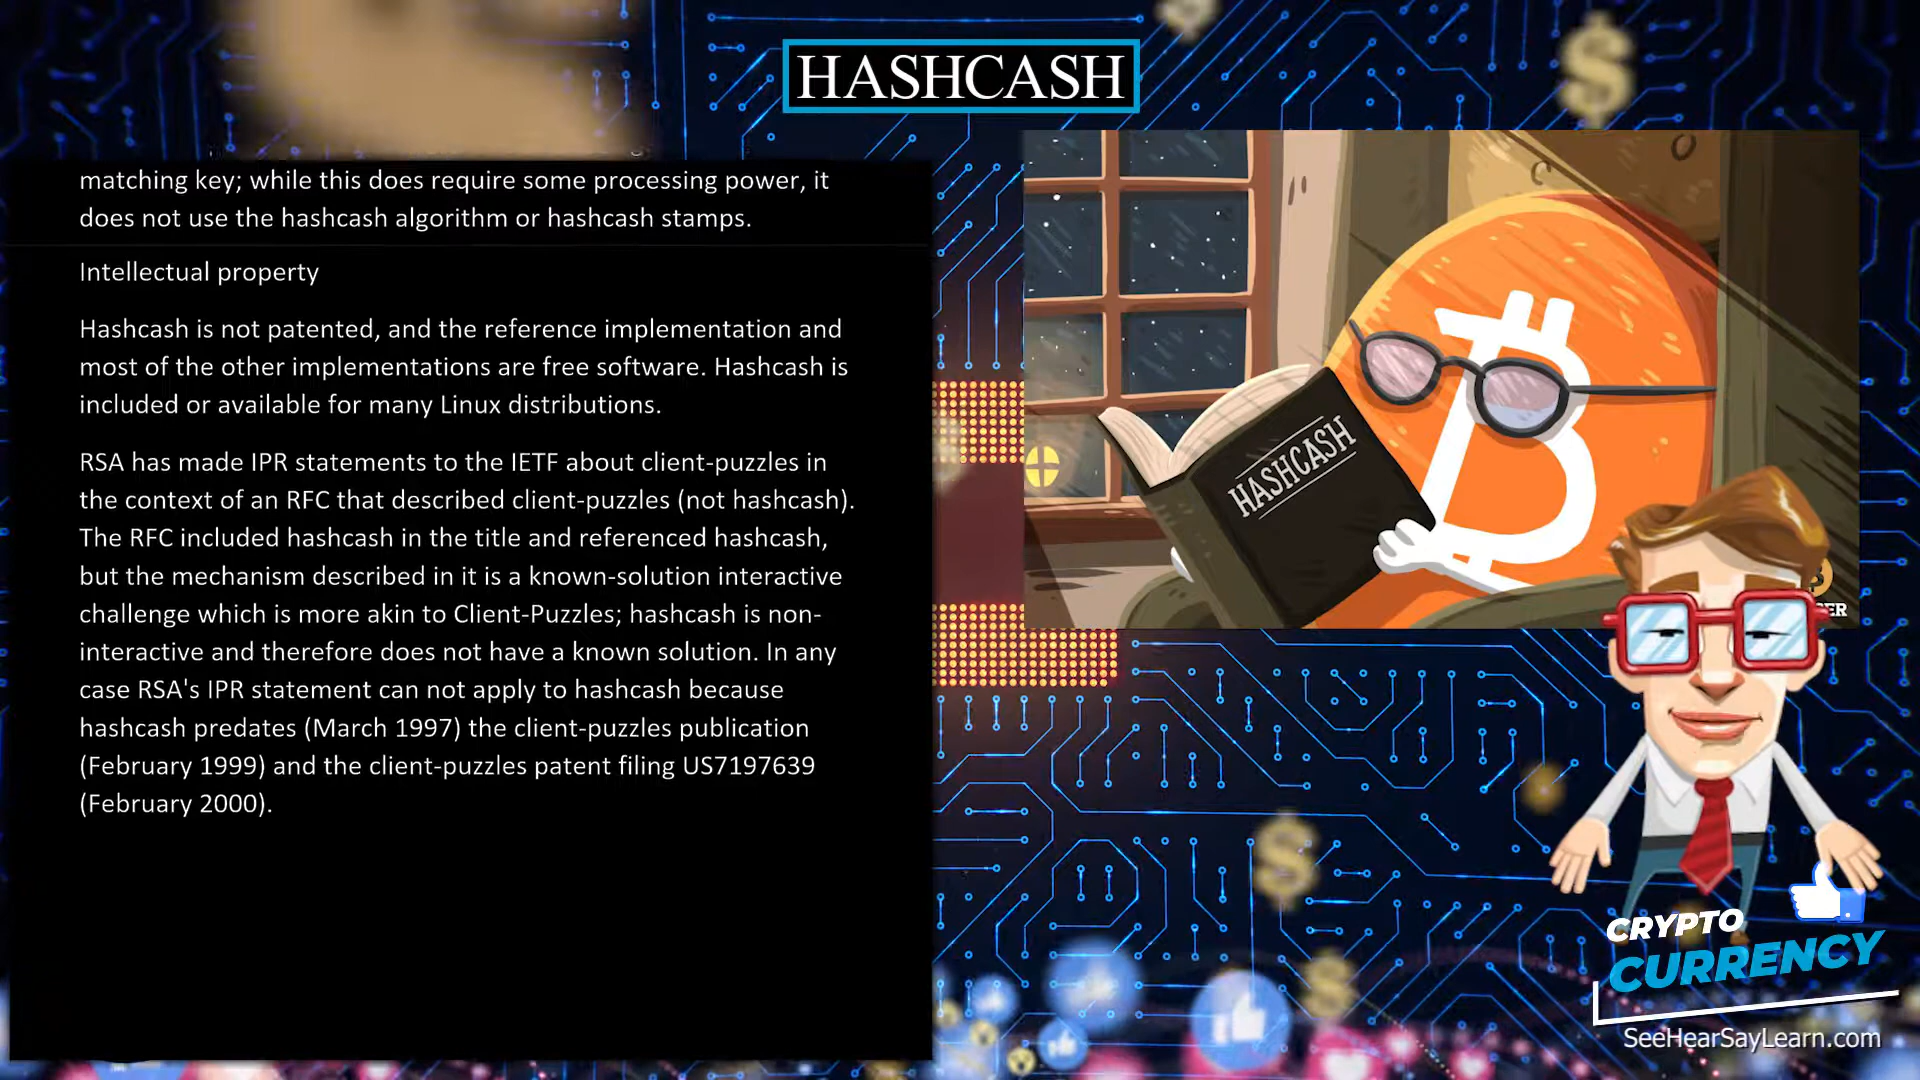 HASHCASH
matching key; while this does require some processing power, it
does not use the hashcash algorithm or hashcash stamps.
Intellectual property
Hashcash is not patented, and the reference implementation and
most of the other implementations are free software. Hashcash is
included or available for many Linux distributions.
RSA has made IPR statements to the IETF about client-puzzles in
the context of an RFC that described client-puzzles (not hashcash).
The RFC included hashcash in the title and referenced hashcash,
but the mechanism described in it is a known-solution interactive
challenge which is more akin to Client-Puzzles; hashcash is non-
interactive and therefore does not have a known solution. In any
case RSA's IPR statement can not apply to hashcash because
hashcash predates (March 1997) the client-puzzles publication
(February 1999) and the client-puzzles patent filing US7197639
(February 2000).
HASHCASH
CRYPTO
CURRENCY
SeeHearSayLearn.com